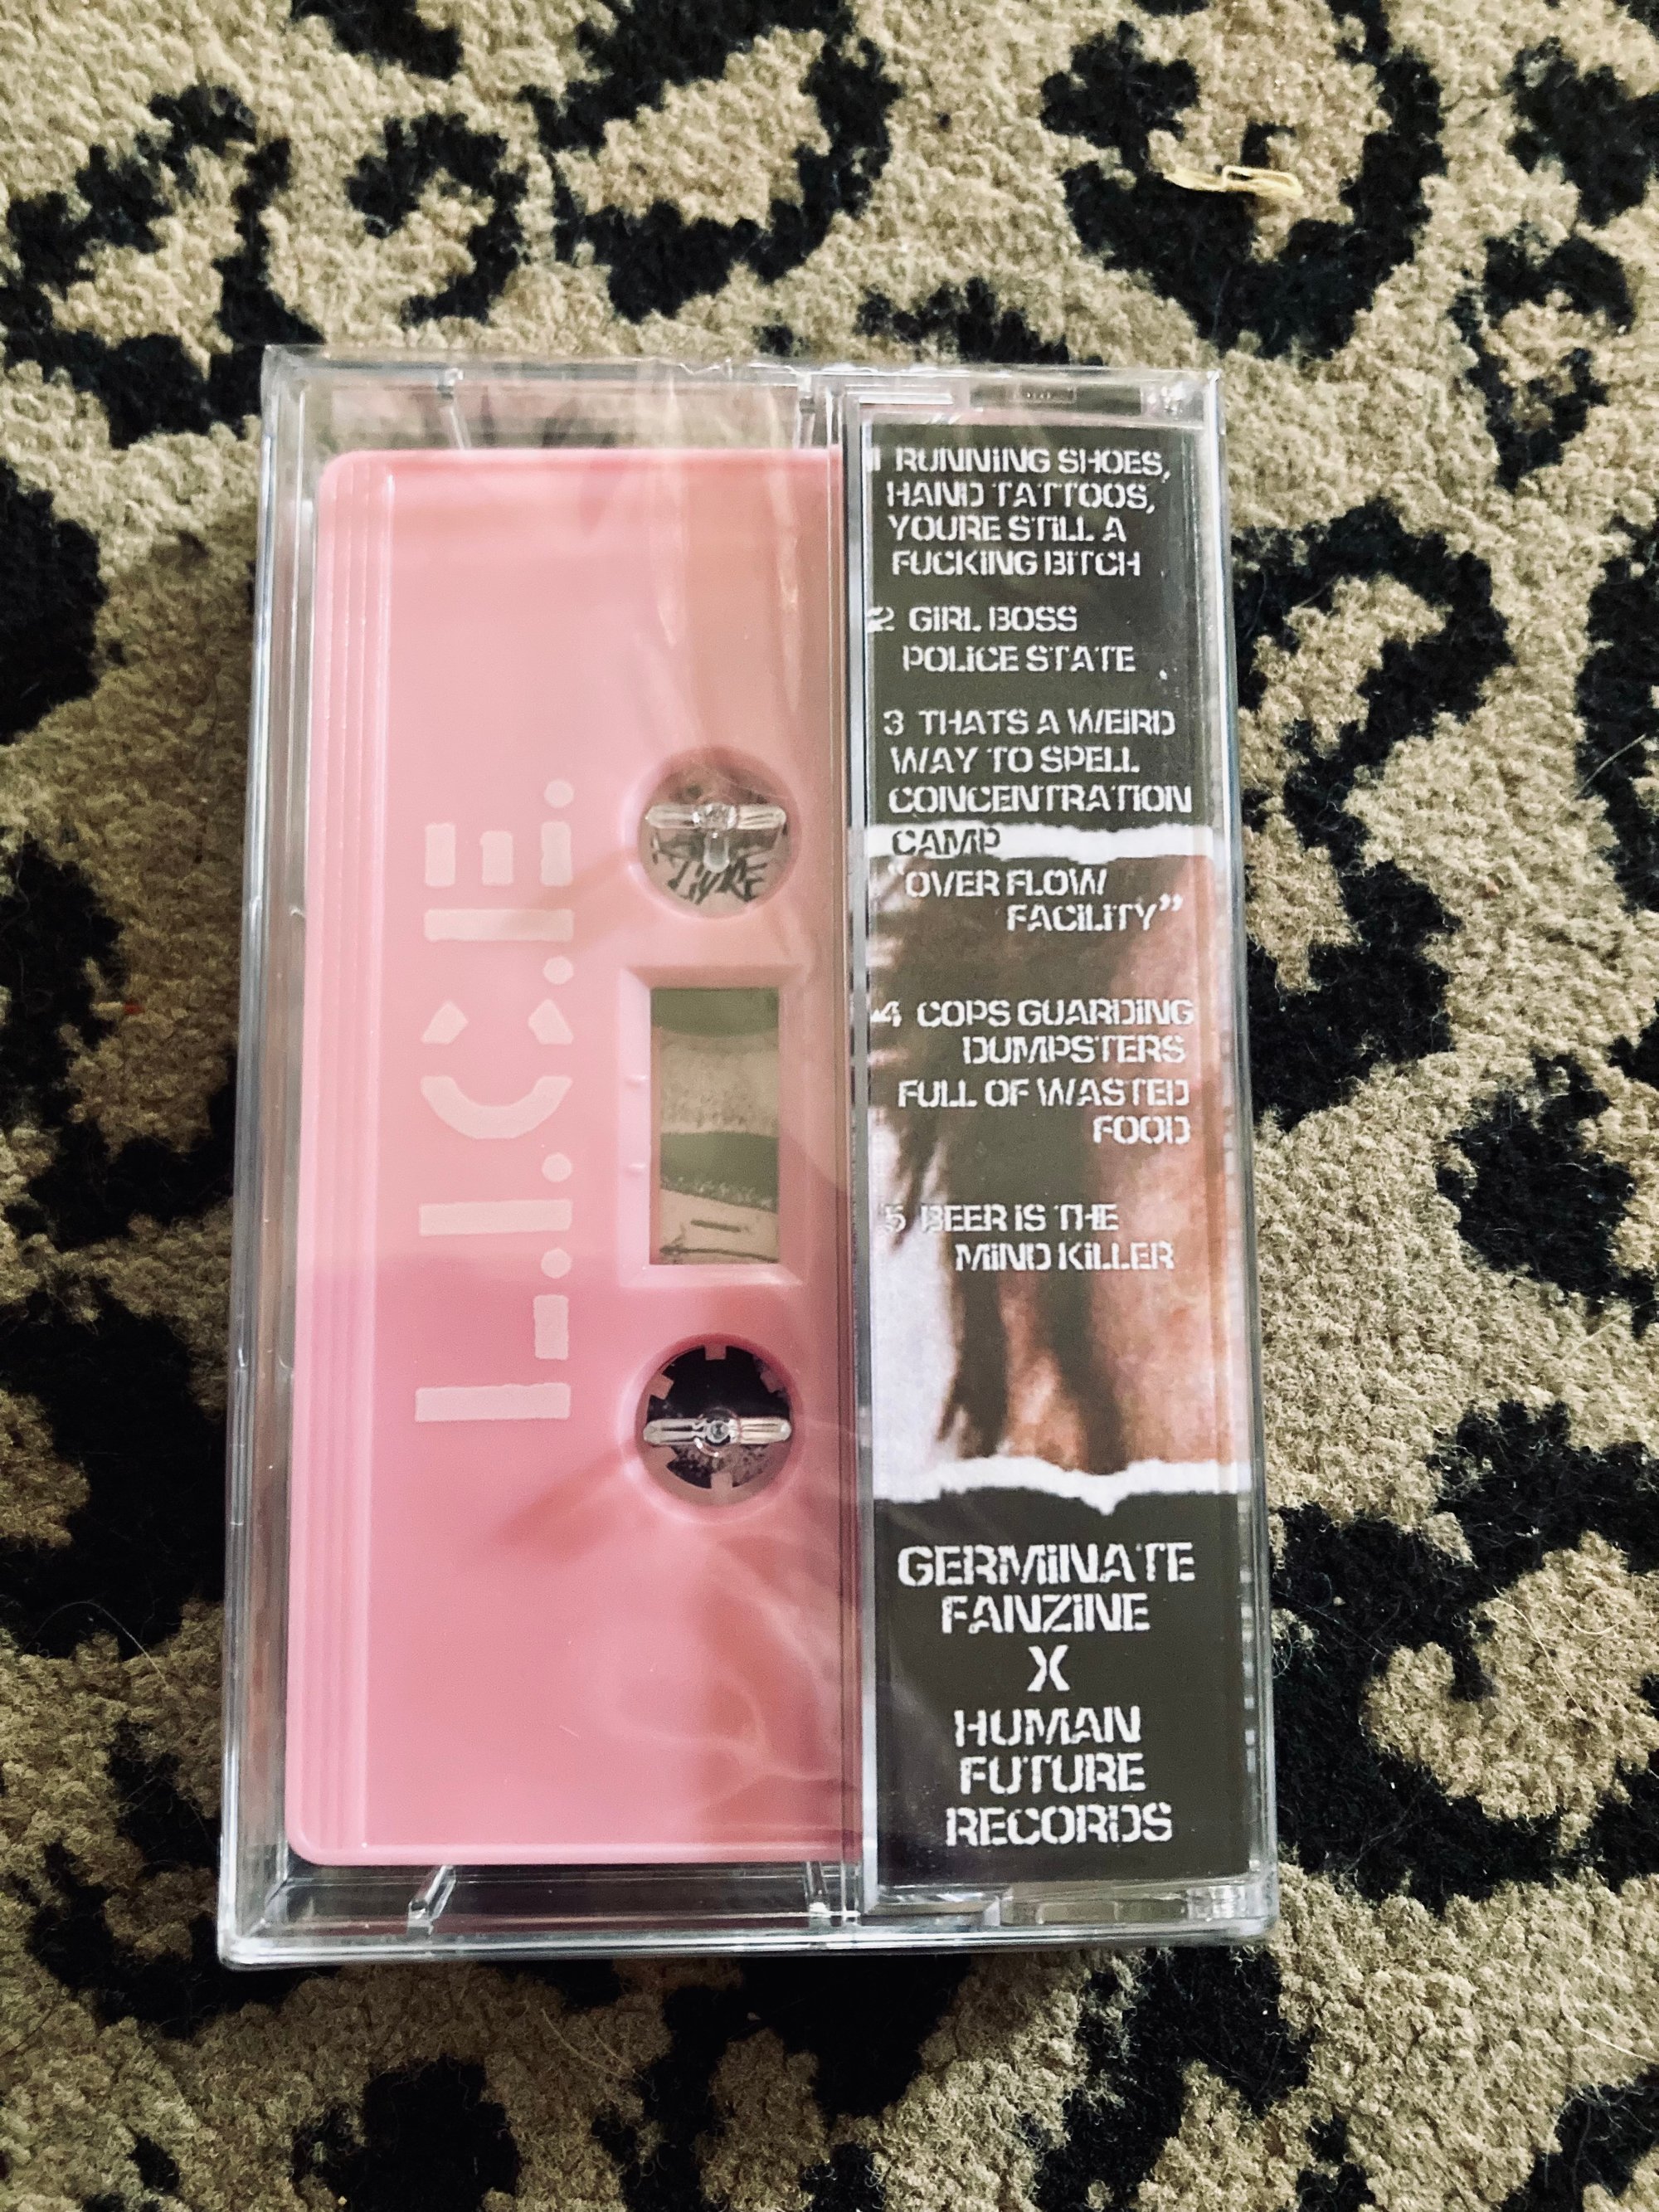 L.I.C.E.
1 RUNNING SHOES,
HAND TATTOOS,
YOURE STILL A
FUCKING BITCH
2 GIRL BOSS
POLICE STATE
3 THATS A WEIRD
WAY TO SPELL
CONCENTRATION
CAMP
"OVER FLOW
FACILITY"
4 COPS GUARDING
DUMPSTERS
FULL OF WASTED
FOOD
5 BEER IS THE
MIND KILLER
GERMINATE
FANZINE
X
HUMAN
FUTURE
RECORDS